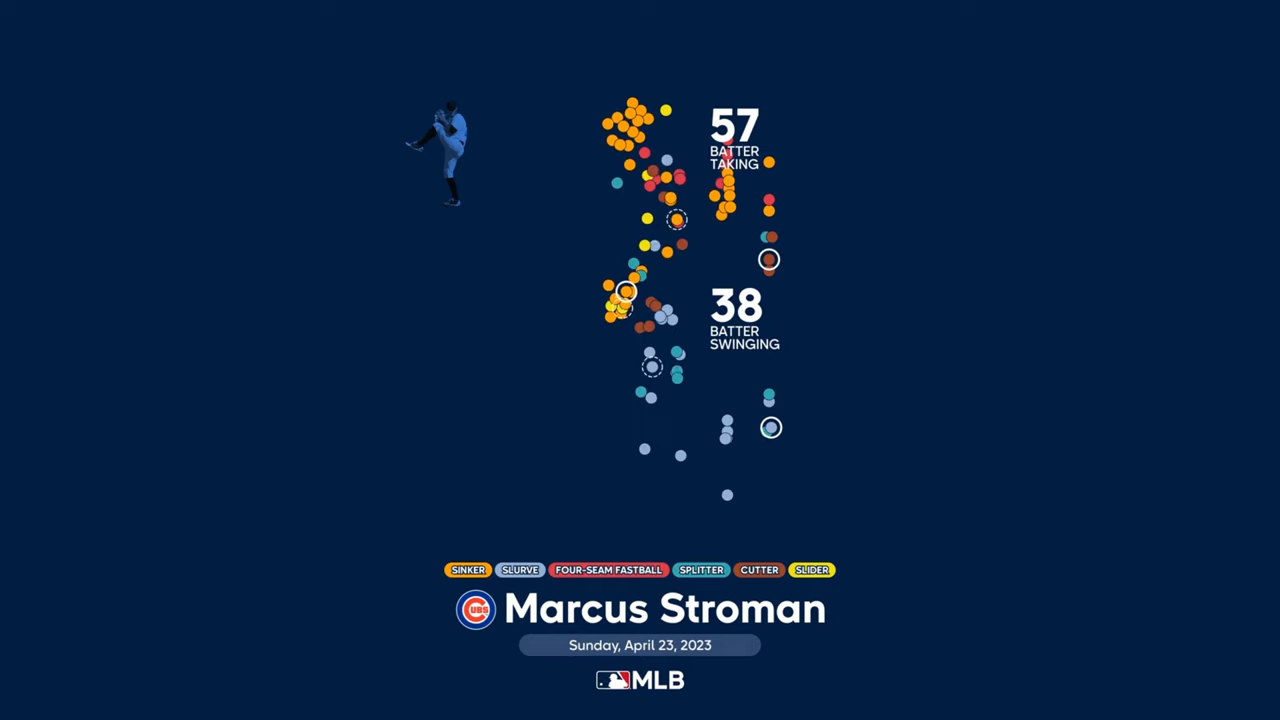 57
BATTER
TAKING
38
BATTER
SWINGING
SINKER SLURVE FOUR-SEAM FASTBALL SPLITTER CUTTER SLIDER
CUBS Marcus Stroman
Sunday, April 23, 2023
MLB